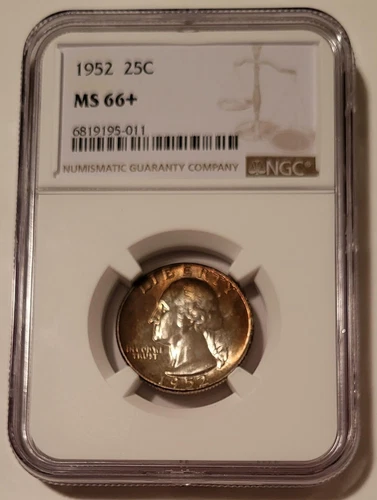 1952 25C
MS 66+
6819195-011
NUMISMATIC GUARANTY COMPANY
NGC®
LIBERTY
IN GOD WE
TRUST
1952